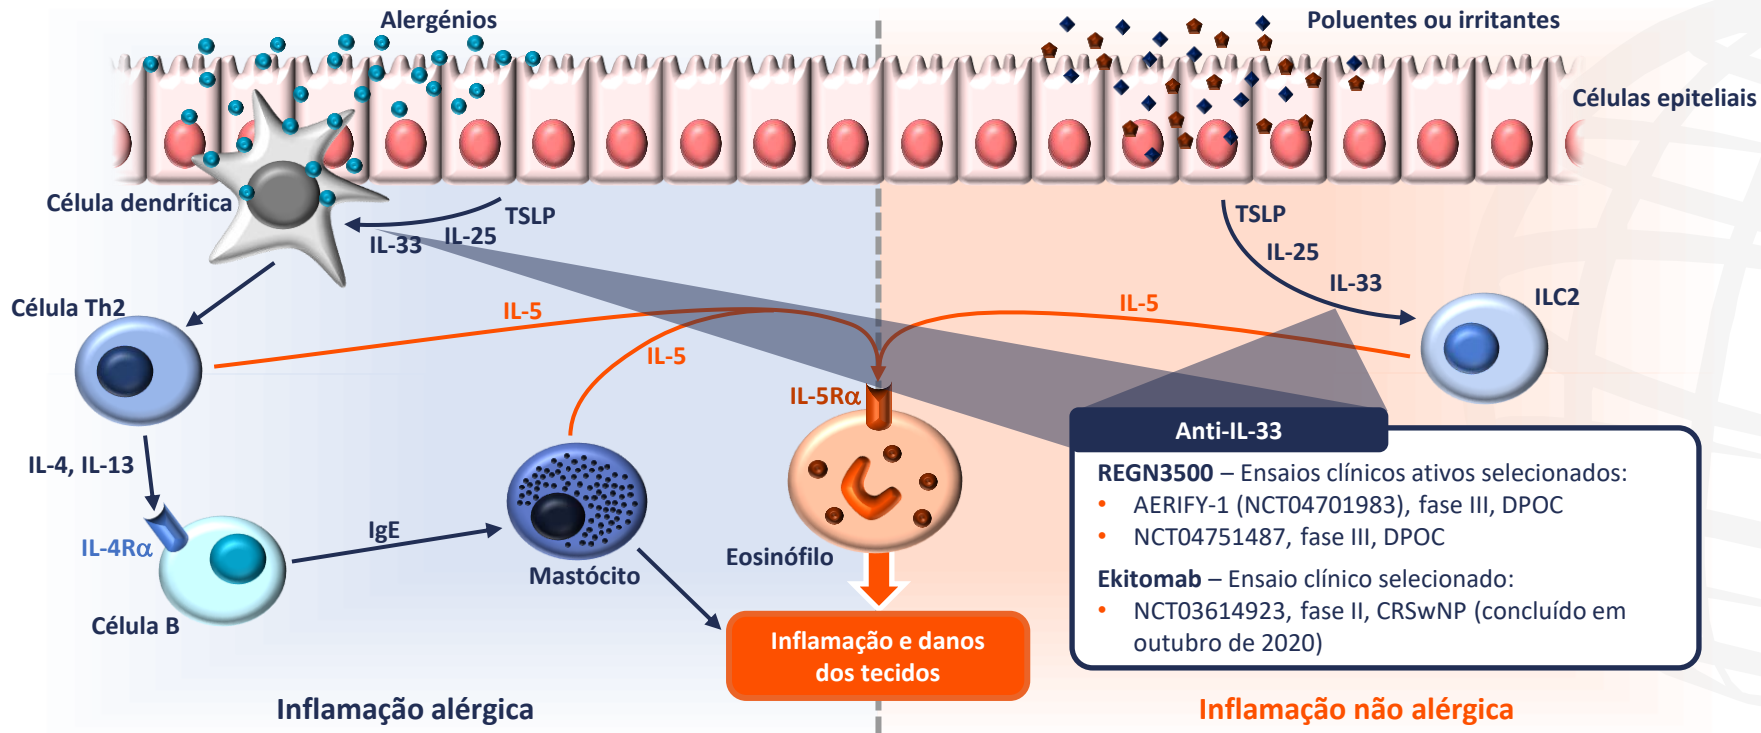 Alergénios
Poluentes ou irritantes
Células epiteliais
Célula dendrítica
TSLP
IL-25
IL-33
TSLP
IL-25
IL-33
Célula Th2
IL-5
IL-5
IL-5
ILC2
IL-5Rα
IL-4, IL-13
IL-4Rα
IgE
Célula B
Mastócito
Eosinófilo
Inflamação e danos
dos tecidos
Anti-IL-33
REGN3500 – Ensaios clínicos ativos selecionados:
• AERIFY-1 (NCT04701983), fase III, DPOC
• NCT04751487, fase III, DPOC
Ekitomab – Ensaio clínico selecionado:
• NCT03614923, fase II, CRSwNP (concluído em
outubro de 2020)
Inflamação alérgica
Inflamação não alérgica